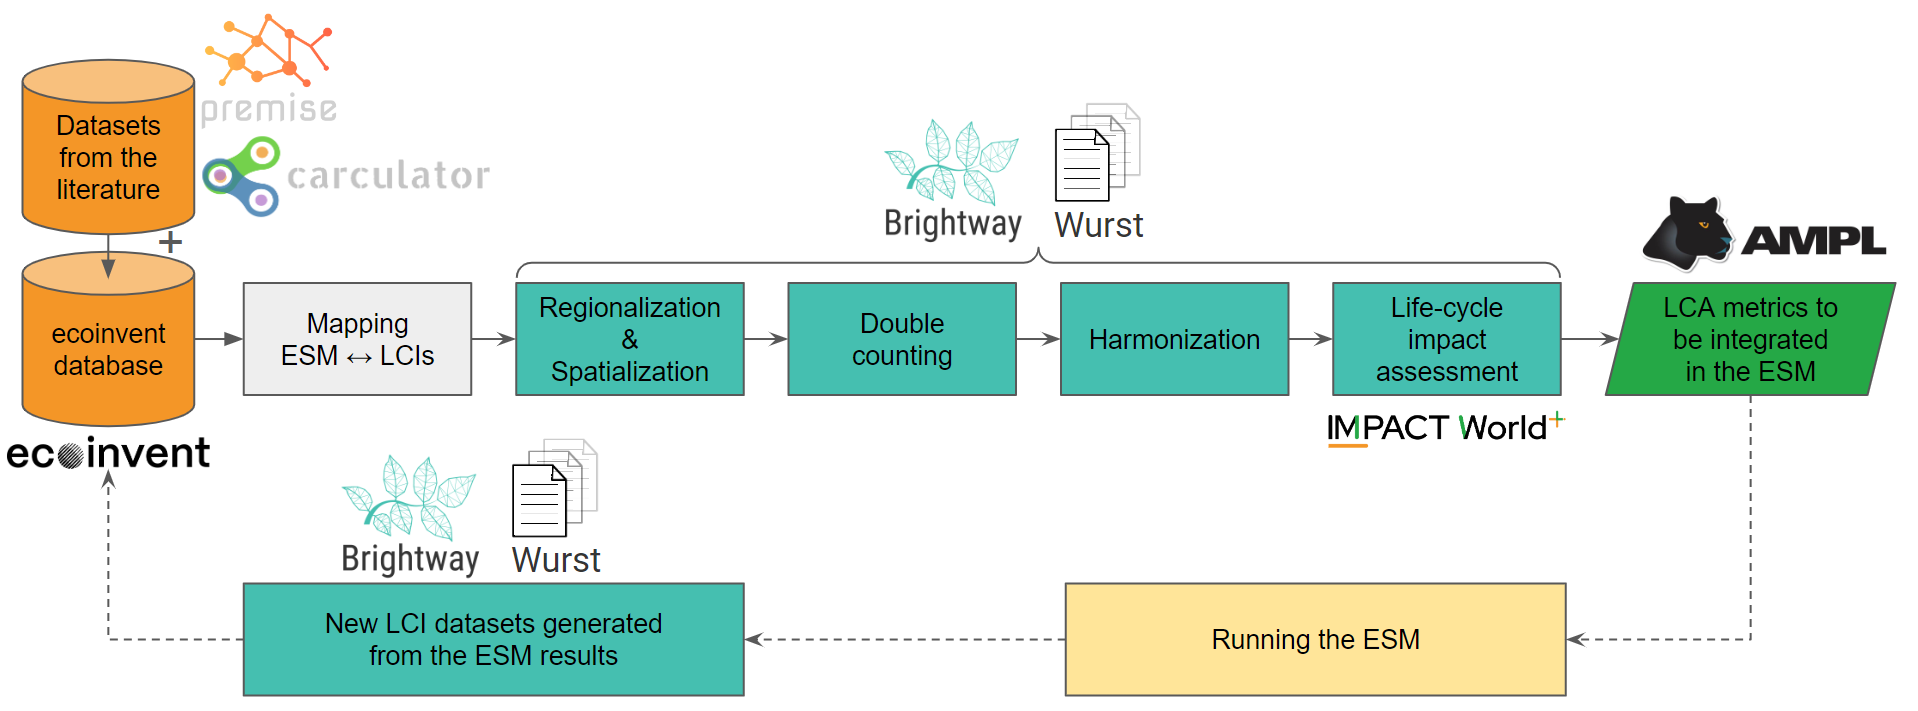 premise
Datasets
from the
literature
carculator
+
ecoinvent
database
ecoinvent
Mapping
ESM ↔ LCIs
Brightway
Wurst
Regionalization
&
Spatialization
Double
counting
Harmonization
Life-cycle
impact
assessment
IMPACT World+
AMPL
LCA metrics to
be integrated
in the ESM
Brightway
Wurst
New LCI datasets generated
from the ESM results
Running the ESM